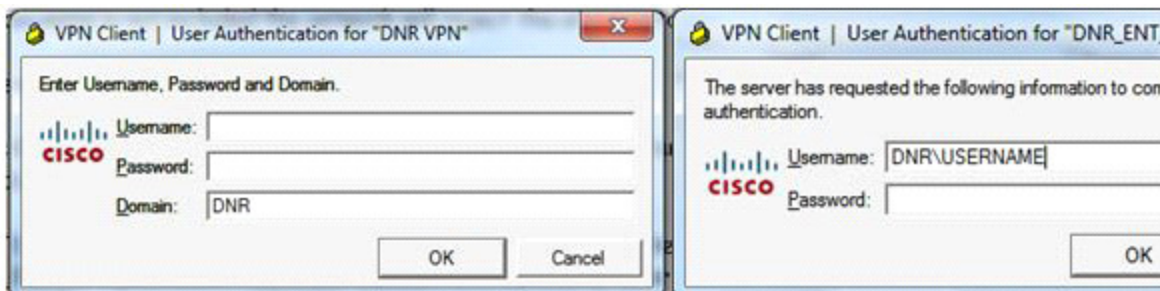 VPN Client | User Authentication for "DNR VPN"
Enter Username, Password and Domain.
CISCO
Username:
Password:
Domain: DNR
OK Cancel
VPN Client | User Authentication for "DNR_ENT_
The server has requested the following information to com
authentication.
CISCO
Username: DNR\USERNAME
Password:
OK